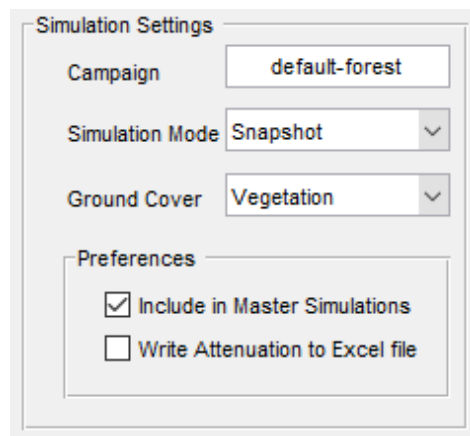 Simulation Settings
Campaign default-forest
Simulation Mode Snapshot
Ground Cover Vegetation
Preferences
Include in Master Simulations
Write Attenuation to Excel file